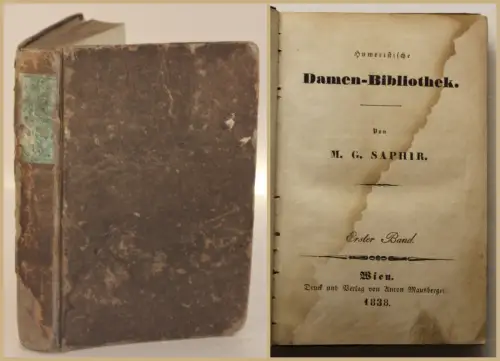 Humoristische
Damen-Bibliothek.
Von
M. G. SAPHIR.
Erster Band.
Wien.
Druck und Verlag von Anton Mausberger.
1838.